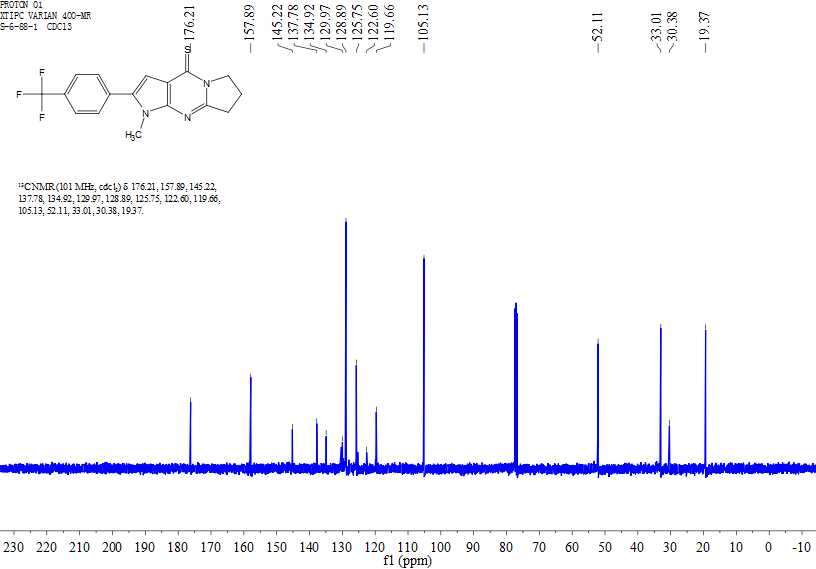 PROTON 01
XTIPC VARIAN 400-MR
S-6-88-1 CDCl3
176.21
157.89
145.22
137.78
134.92
129.97
128.89
125.75
122.60
119.66
105.13
52.11
33.01
30.38
19.37
S
F
F
F
N
N
N
H₃C
¹³C NMR (101 MHz, cdcl₃) δ 176.21, 157.89, 145.22,
137.78, 134.92, 129.97, 128.89, 125.75, 122.60, 119.66,
105.13, 52.11, 33.01, 30.38, 19.37.
230 220 210 200 190 180 170 160 150 140 130 120 110 100 90 80 70 60 50 40 30 20 10 0 -10
f1 (ppm)